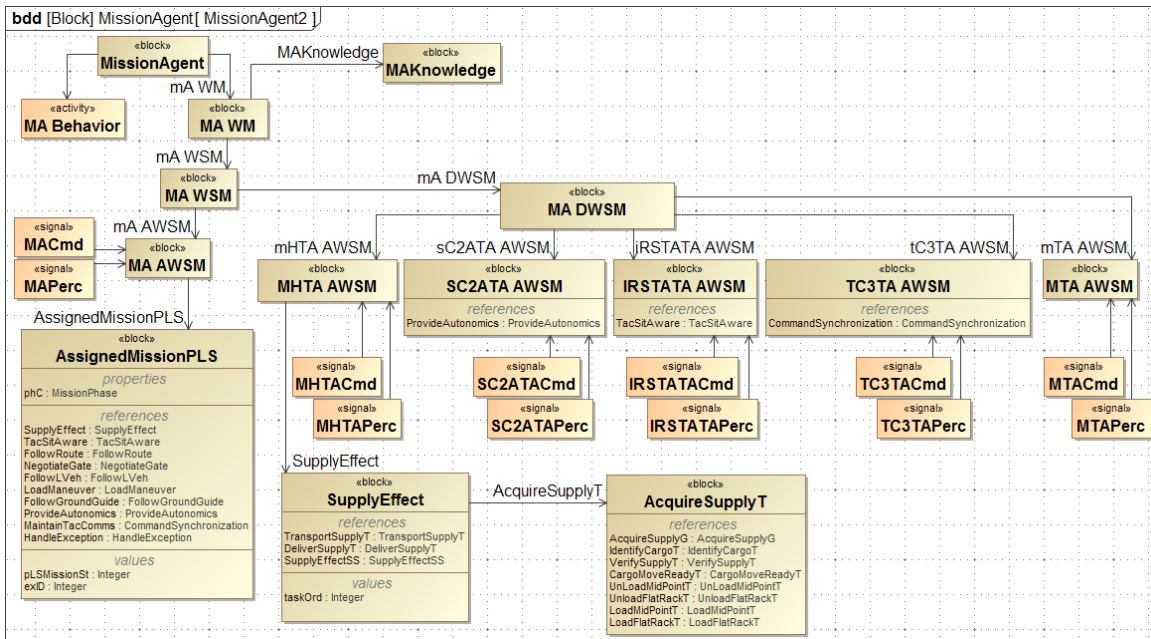 bdd [Block] MissionAgent[ MissionAgent2 ]
«block»
MissionAgent
MAKnowledge
«block»
MAKnowledge
mA WM
«activity»
MA Behavior
«block»
MA WM
mA WSM
«block»
MA WSM
mA DWSM
«block»
MA DWSM
«signal»
MACmd
«signal»
MAPerc
mA AWSM
«block»
MA AWSM
mHTA AWSM
«block»
MHTA AWSM
sC2ATA AWSM
«block»
SC2ATA AWSM
references
ProvideAutonomics : ProvideAutonomics
iRSTATA AWSM
«block»
IRSTATA AWSM
references
TacSitAware : TacSitAware
tC3TA AWSM
«block»
TC3TA AWSM
references
CommandSynchronization : CommandSynchronization
mTA AWSM
«block»
MTA AWSM
«signal»
MHTACmd
«signal»
MHTAPerc
«signal»
SC2ATACmd
«signal»
SC2ATAPerc
«signal»
IRSTATACmd
«signal»
IRSTATAPerc
«signal»
TC3TACmd
«signal»
TC3TAPerc
«signal»
MTACmd
«signal»
MTAPerc
AssignedMissionPLS
«block»
AssignedMissionPLS
properties
phC : MissionPhase
references
SupplyEffect : SupplyEffect
TacSitAware : TacSitAware
FollowRoute : FollowRoute
NegotiateGate : NegotiateGate
FollowLVeh : FollowLVeh
LoadManeuver : LoadManeuver
FollowGroundGuide : FollowGroundGuide
ProvideAutonomics : ProvideAutonomics
MaintainTacComms : CommandSynchronization
HandleException : HandleException
values
pLSMissionSt : Integer
exID : Integer
SupplyEffect
«block»
SupplyEffect
references
TransportSupplyT : TransportSupplyT
DeliverSupplyT : DeliverSupplyT
SupplyEffectSS : SupplyEffectSS
values
taskOrd : Integer
AcquireSupplyT
«block»
AcquireSupplyT
references
AcquireSupplyG : AcquireSupplyG
IdentifyCargoT : IdentifyCargoT
VerifySupplyT : VerifySupplyT
CargoMoveReadyT : CargoMoveReadyT
UnLoadMidPointT : UnLoadMidPointT
UnloadFlatRackT : UnloadFlatRackT
LoadMidPointT : LoadMidPointT
LoadFlatRackT : LoadFlatRackT